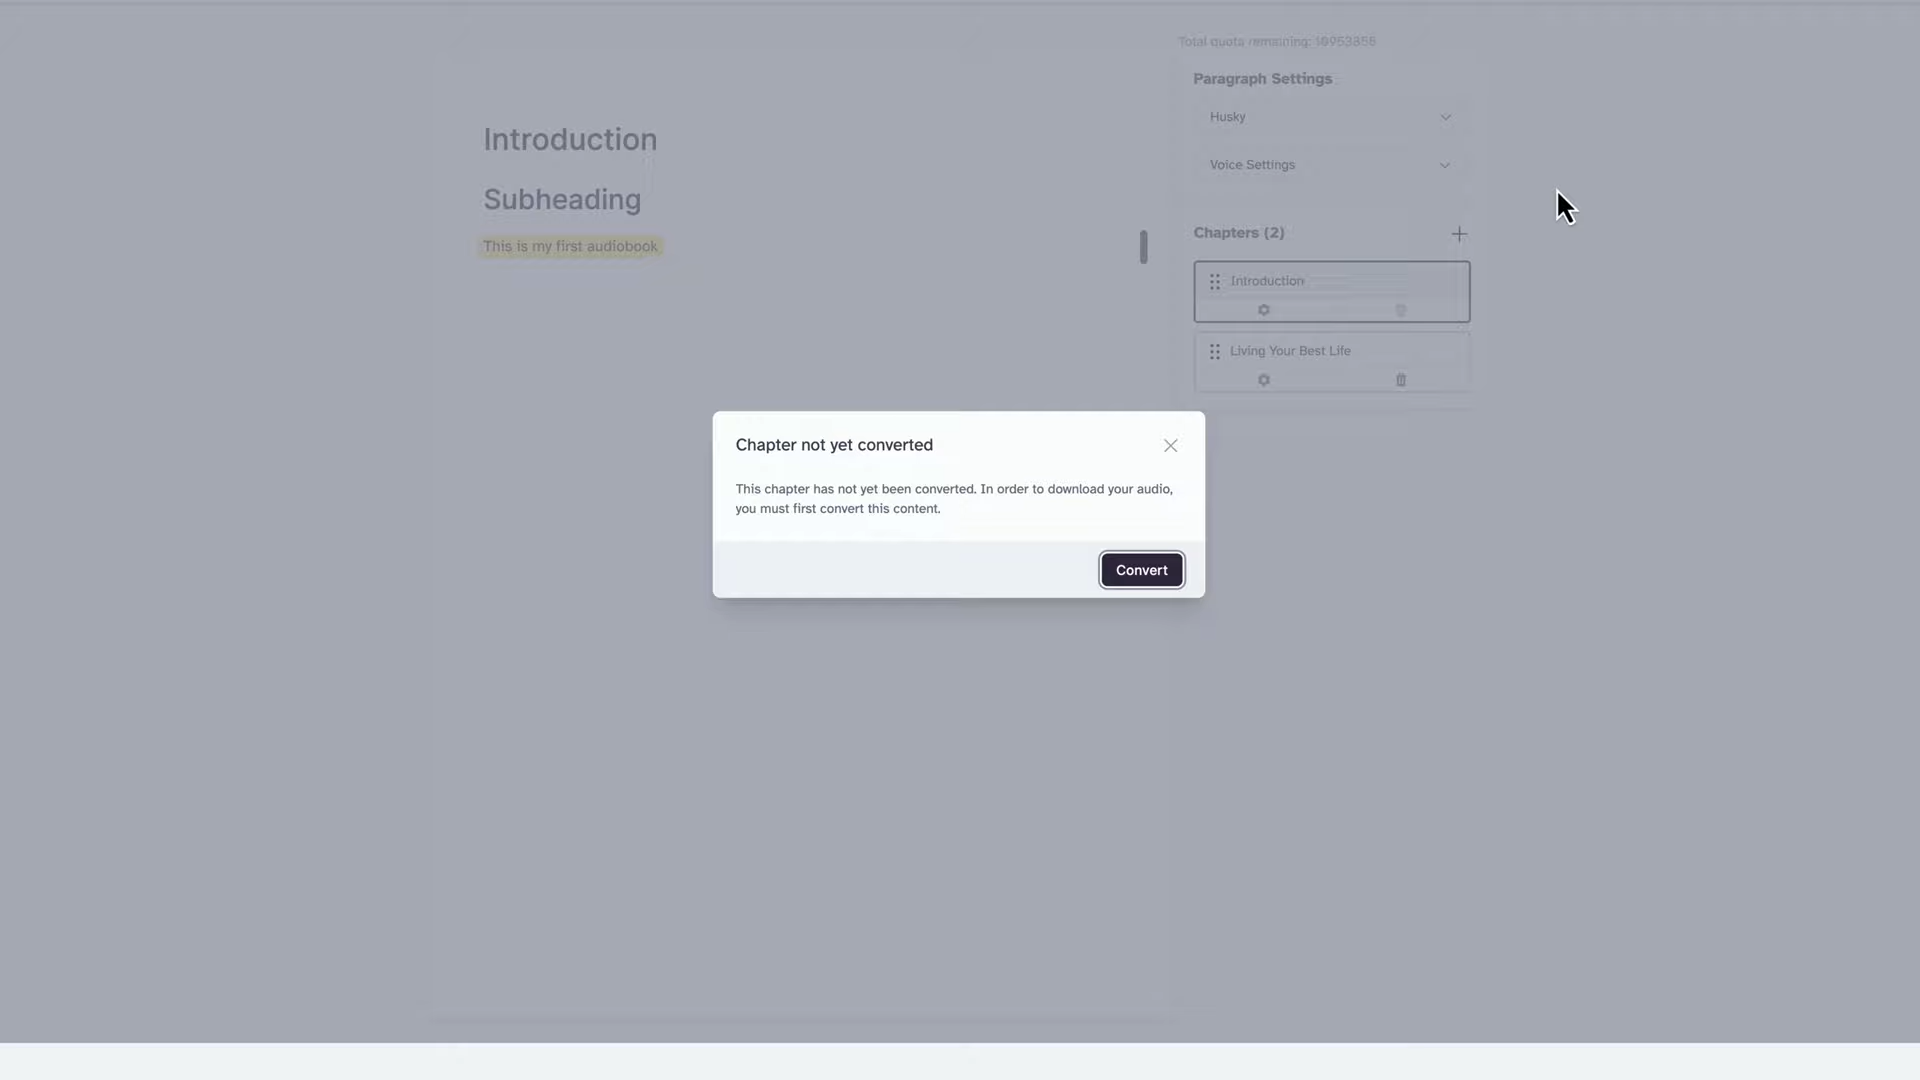 Total quota remaining: 10953855
Paragraph Settings
Husky
Voice Settings
Introduction
Subheading
This is my first audiobook
Chapters (2)
Introduction
Living Your Best Life
Chapter not yet converted
This chapter has not yet been converted. In order to download your audio,
you must first convert this content.
Convert